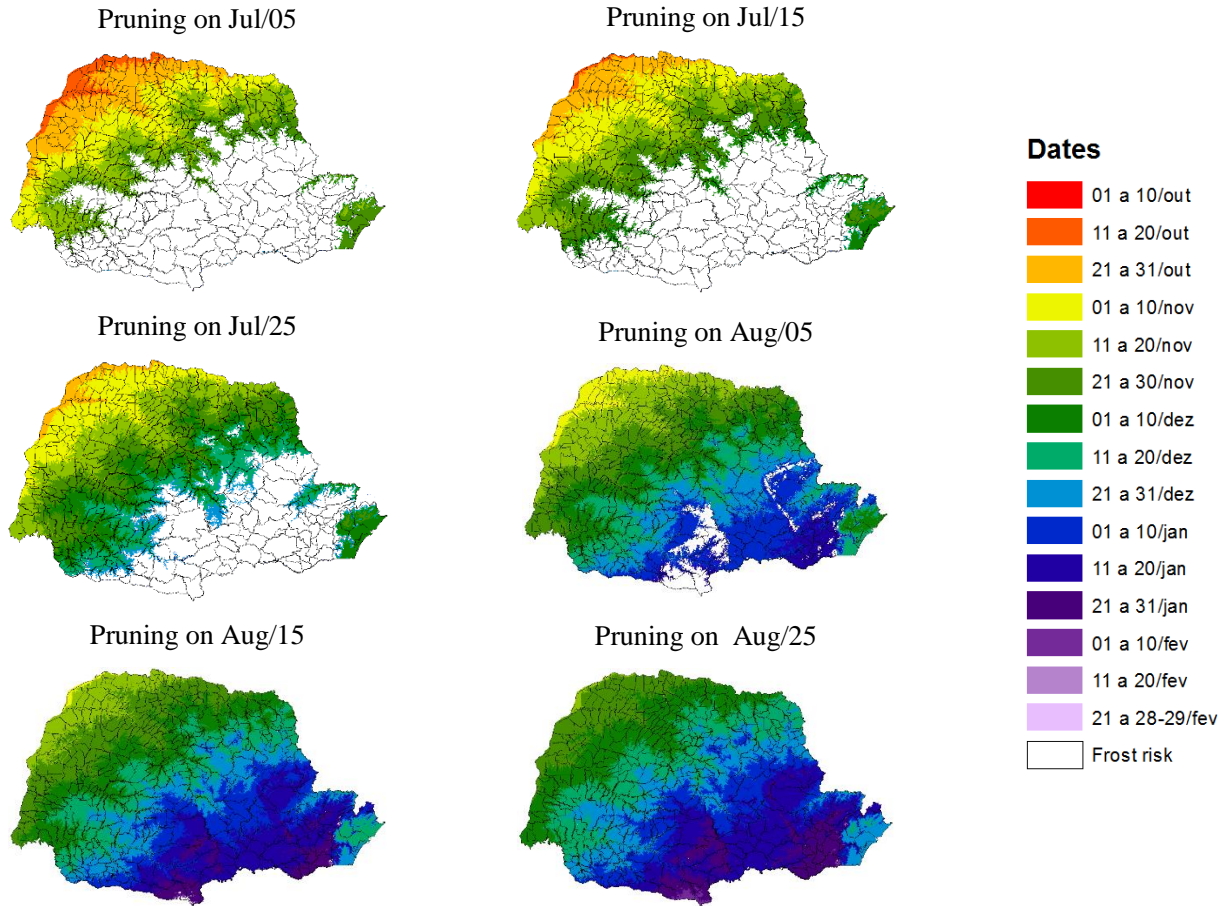 Pruning on Jul/05
Pruning on Jul/15
Pruning on Jul/25
Pruning on Aug/05
Pruning on Aug/15
Pruning on Aug/25
Dates
01 a 10/out
11 a 20/out
21 a 31/out
01 a 10/nov
11 a 20/nov
21 a 30/nov
01 a 10/dez
11 a 20/dez
21 a 31/dez
01 a 10/jan
11 a 20/jan
21 a 31/jan
01 a 10/fev
11 a 20/fev
21 a 28-29/fev
Frost risk